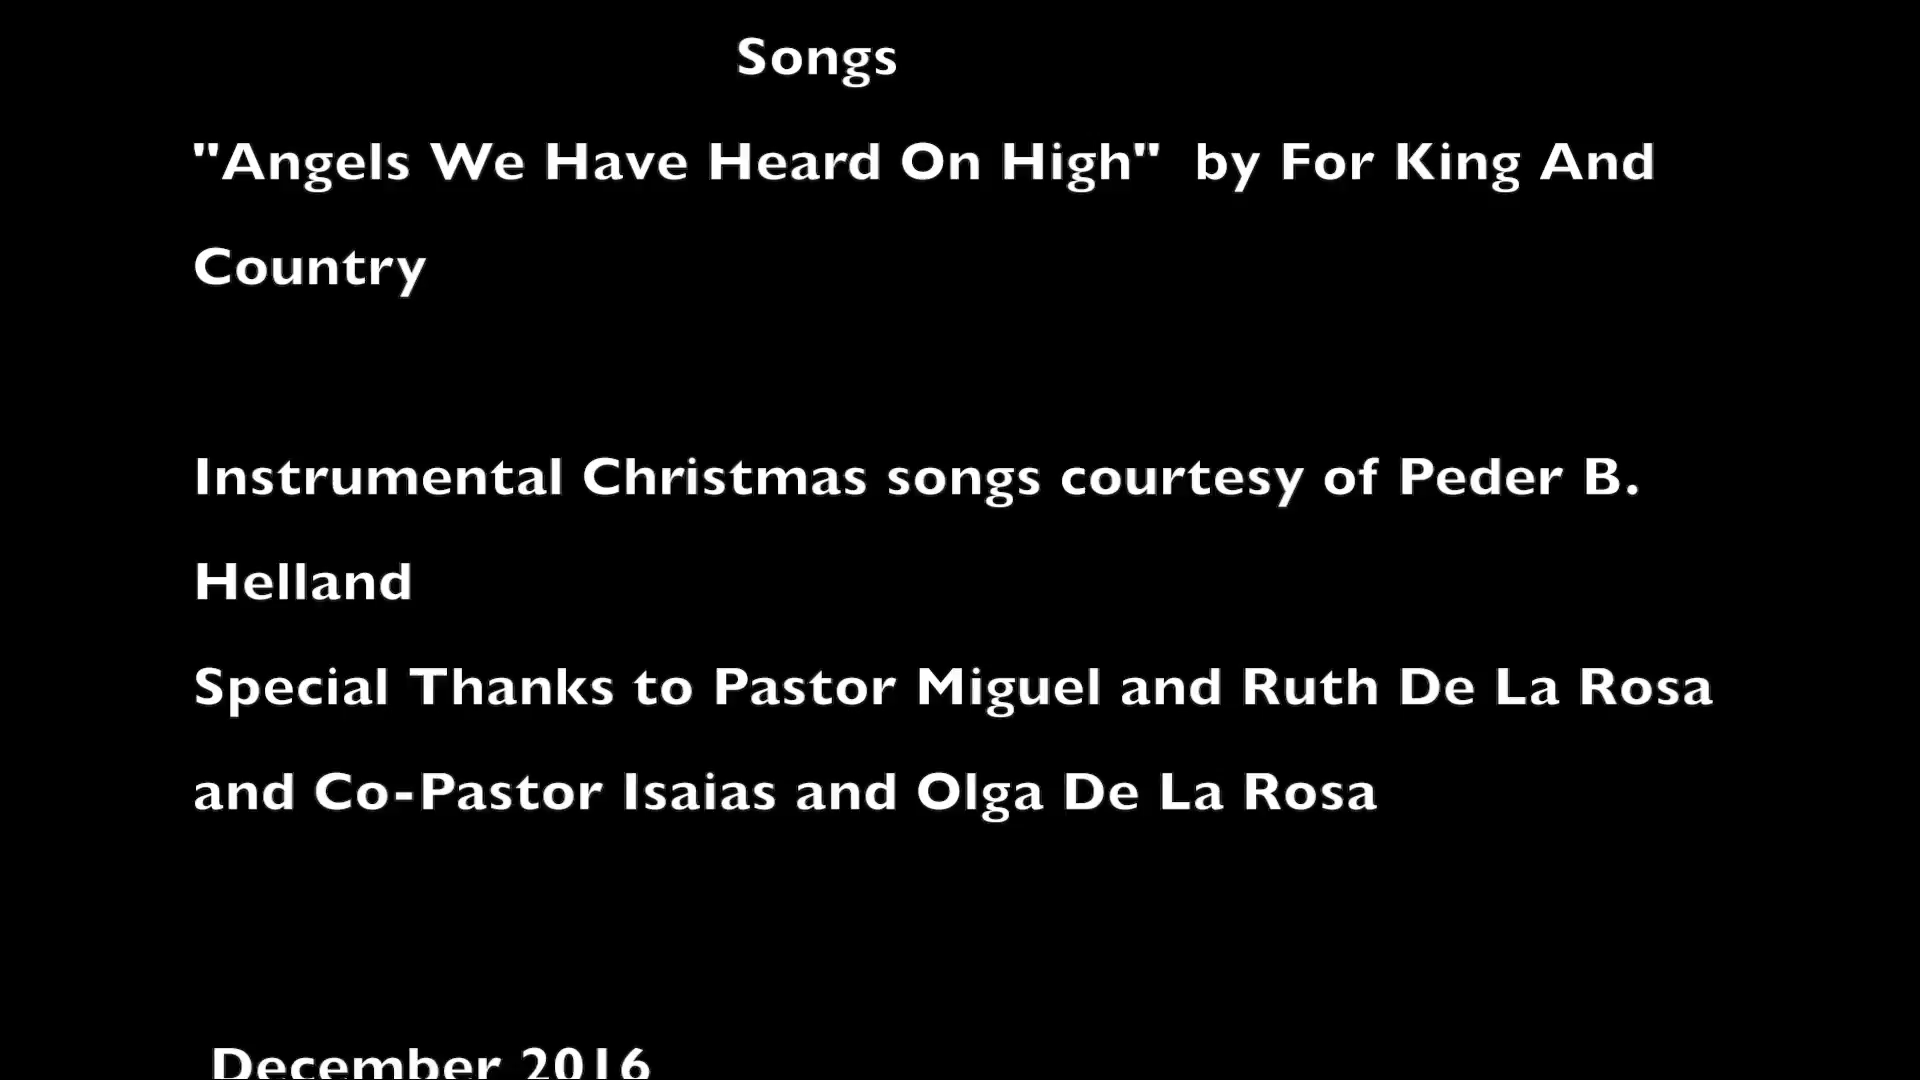 Songs
"Angels We Have Heard On High"  by For King And
Country
Instrumental Christmas songs courtesy of Peder B.
Helland
Special Thanks to Pastor Miguel and Ruth De La Rosa
and Co-Pastor Isaias and Olga De La Rosa
December 2016